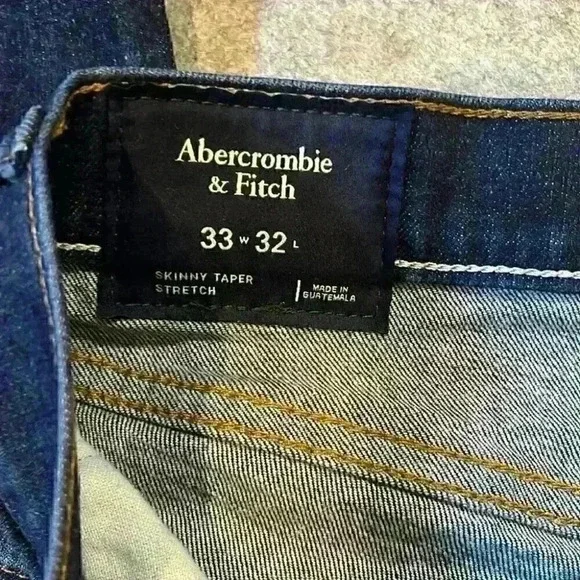 Abercrombie
& Fitch
33 W 32 L
SKINNY TAPER
STRETCH
MADE IN
GUATEMALA